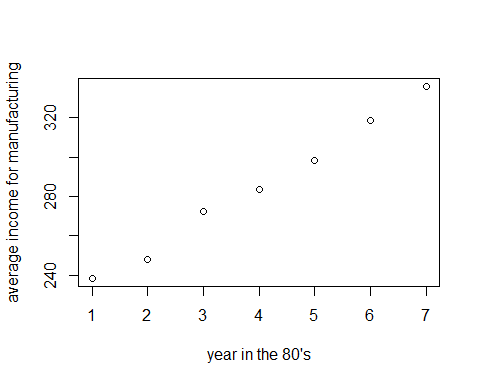 average income for manufacturing
320
280
240
1 2 3 4 5 6 7
year in the 80's